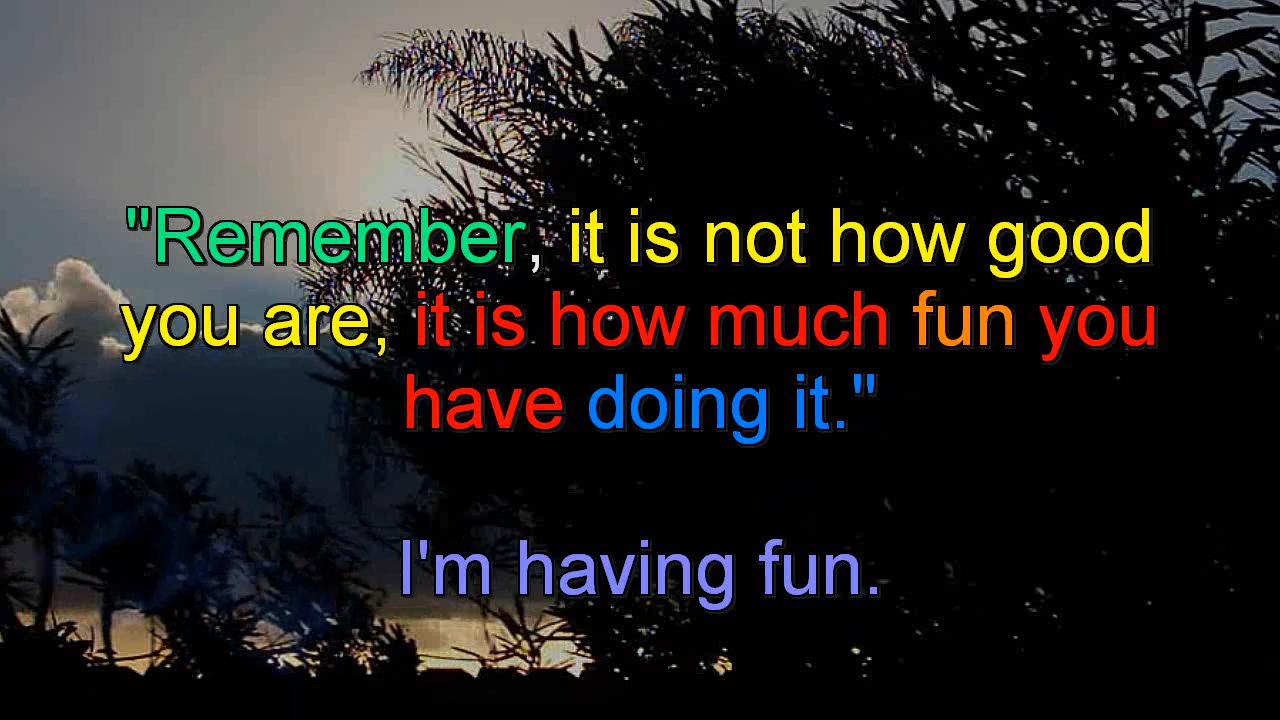 "Remember, it is not how good
you are, it is how much fun you
have doing it."
I'm having fun.